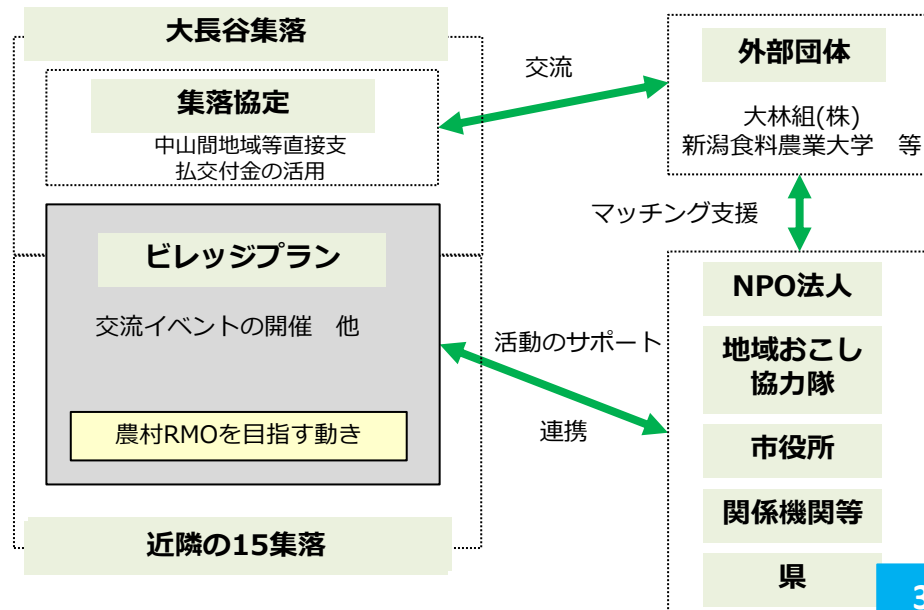 大長谷集落
集落協定
中山間地域等直接支
払交付金の活用
ビレッジプラン
交流イベントの開催　他
農村RMOを目指す動き
近隣の15集落
交流
外部団体
大林組(株)
新潟食料農業大学　等
マッチング支援
活動のサポート
連携
NPO法人
地域おこし
協力隊
市役所
関係機関等
県
3